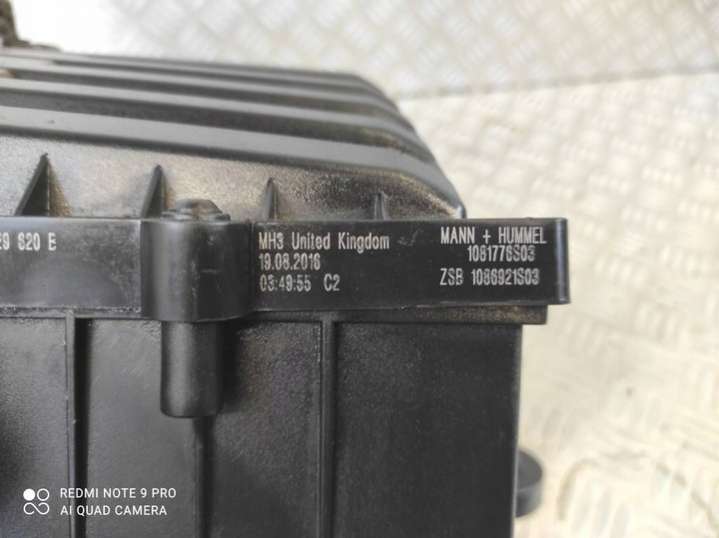 29 820 E
MH3 United Kingdom
19.08.2016
03:49:55 C2
MANN + HUMMEL
1081776S03
ZSB 1086921S03
REDMI NOTE 9 PRO
AI QUAD CAMERA